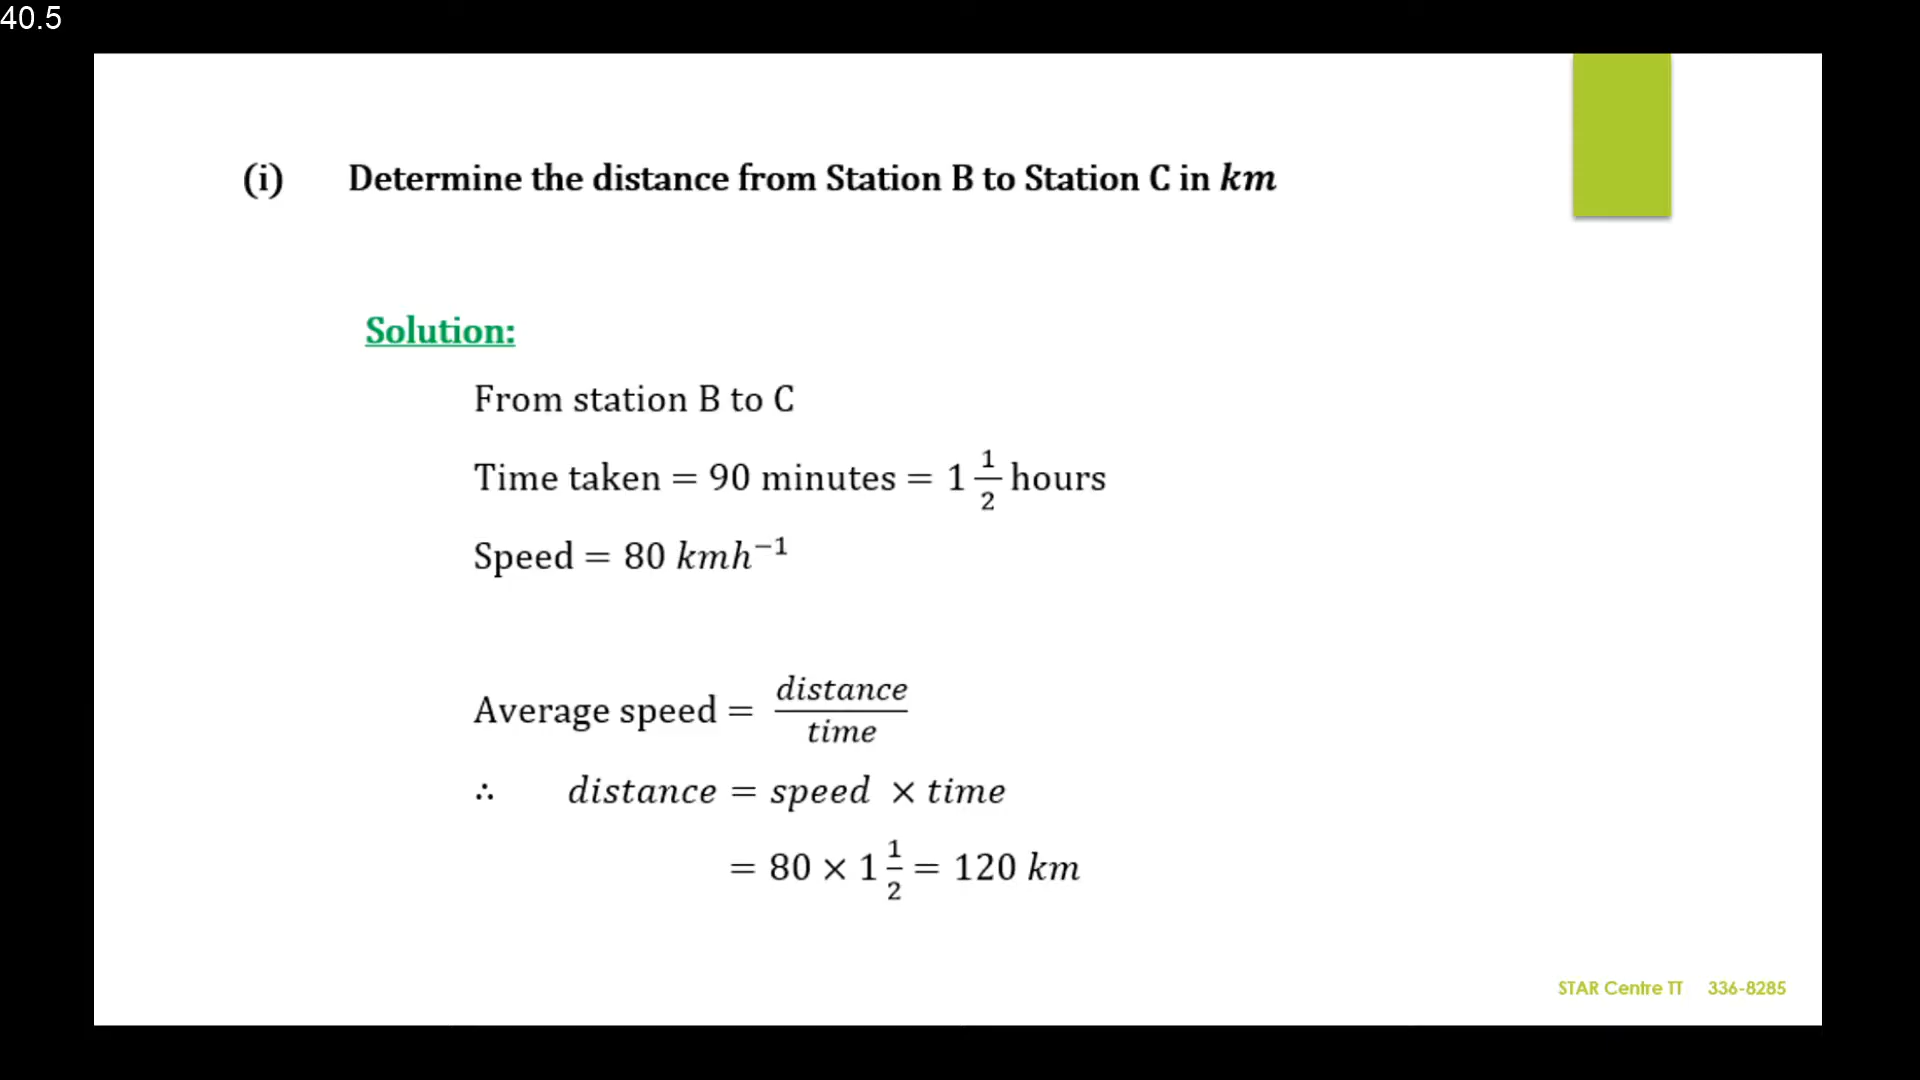 40.5
(i) Determine the distance from Station B to Station C in km
Solution:
From station B to C
Time taken = 90 minutes = 1 1/2 hours
Speed = 80 kmh⁻¹
Average speed = distance/time
∴ distance = speed × time
= 80 × 1 1/2 = 120 km
STAR Centre TT 336-8285